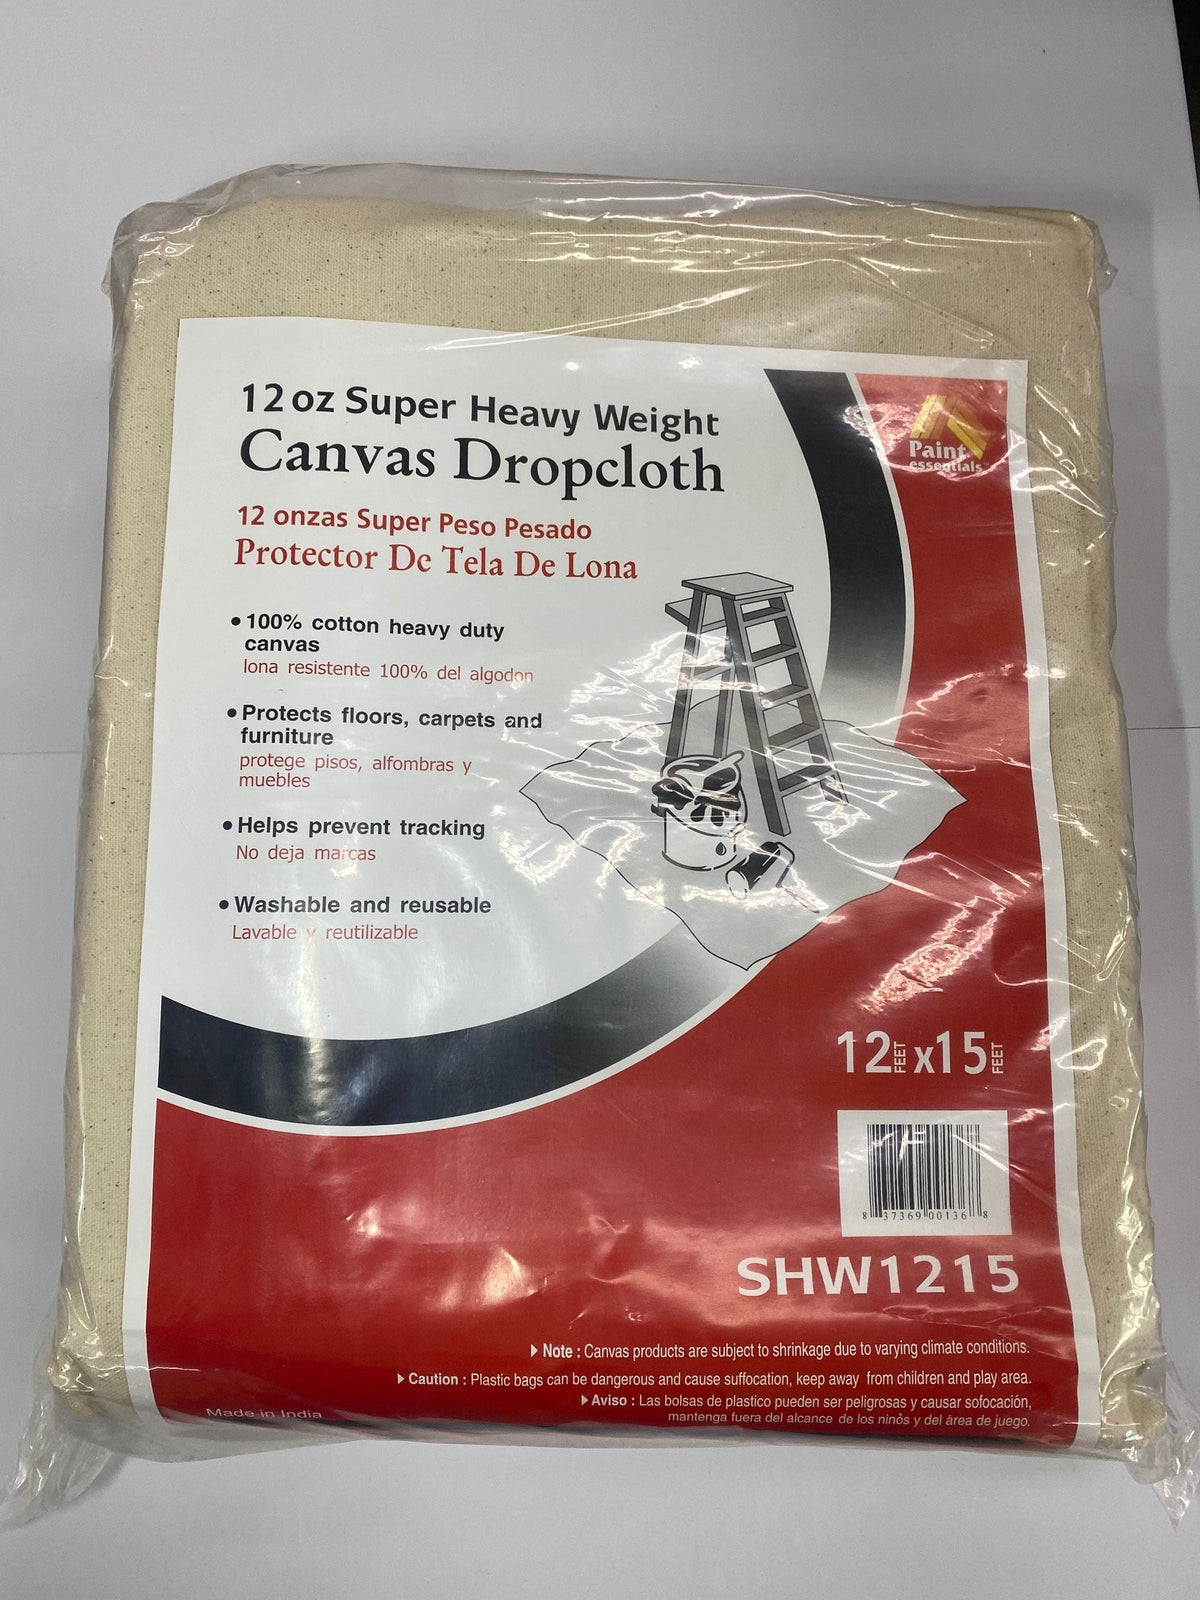 12 oz Super Heavy Weight
Canvas Dropcloth
12 onzas Super Peso Pesado
Protector De Tela De Lona
Paint
essentials™
• 100% cotton heavy duty
canvas
lona resistente 100% del algodon
• Protects floors, carpets and
furniture
protege pisos, alfombras y
muebles
• Helps prevent tracking
No deja marcas
• Washable and reusable
Lavable y reutilizable
12 FEET x 15 FEET
8 37369 00136 8
SHW1215
Note : Canvas products are subject to shrinkage due to varying climate conditions.
Caution : Plastic bags can be dangerous and cause suffocation, keep away from children and play area.
Aviso : Las bolsas de plastico pueden ser peligrosas y causar sofocación,
mantenga fuera del alcance de los ninõs y del área de juego.
Made in India